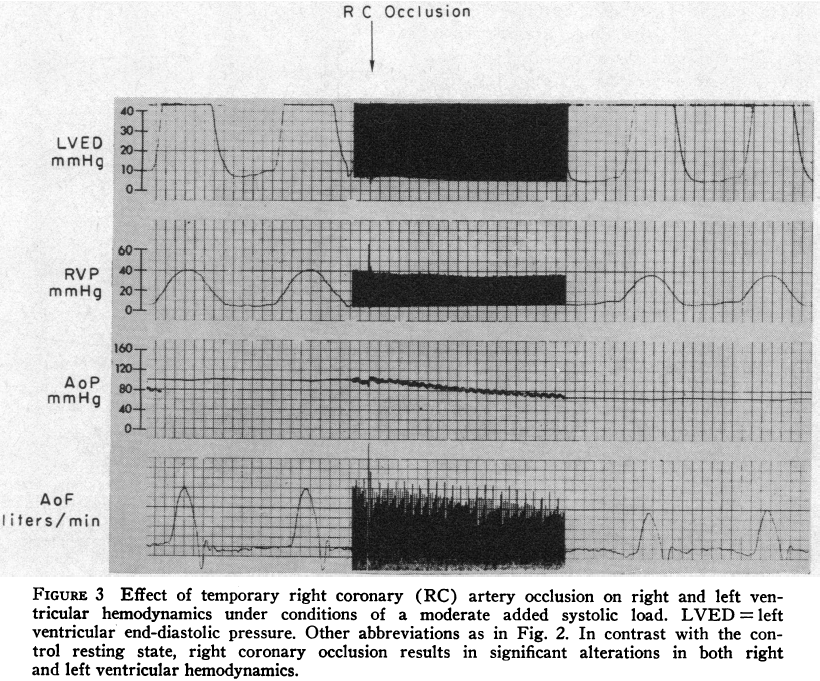 R C Occlusion
LVED
mmHg
40
30
20
10
0
RVP
mmHg
60
40
20
0
AoP
mmHg
160
120
80
40
0
AoF
liters/min
FIGURE 3 Effect of temporary right coronary (RC) artery occlusion on right and left ven-
tricular hemodynamics under conditions of a moderate added systolic load. LVED = left
ventricular end-diastolic pressure. Other abbreviations as in Fig. 2. In contrast with the con-
trol resting state, right coronary occlusion results in significant alterations in both right
and left ventricular hemodynamics.